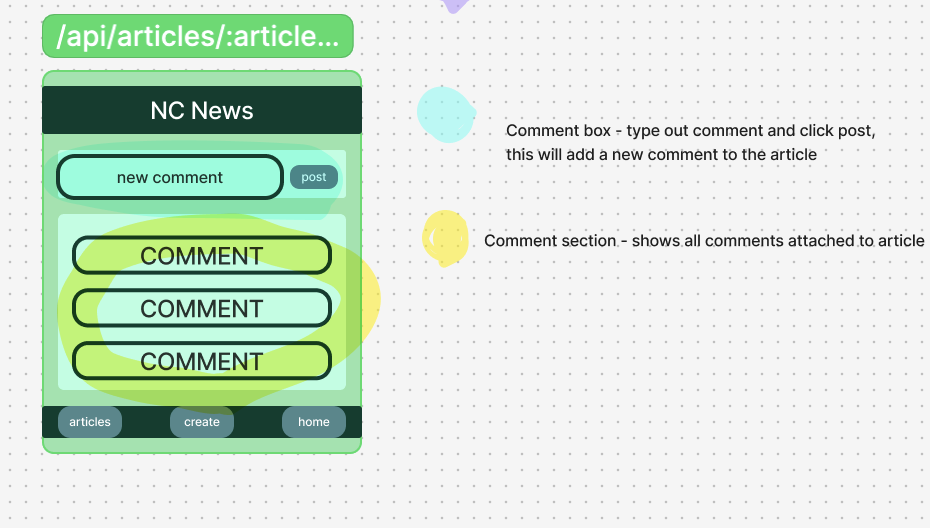 /api/articles/:article...
NC News
new comment
post
COMMENT
COMMENT
COMMENT
articles
create
home
Comment box - type out comment and click post,
this will add a new comment to the article
Comment section - shows all comments attached to article